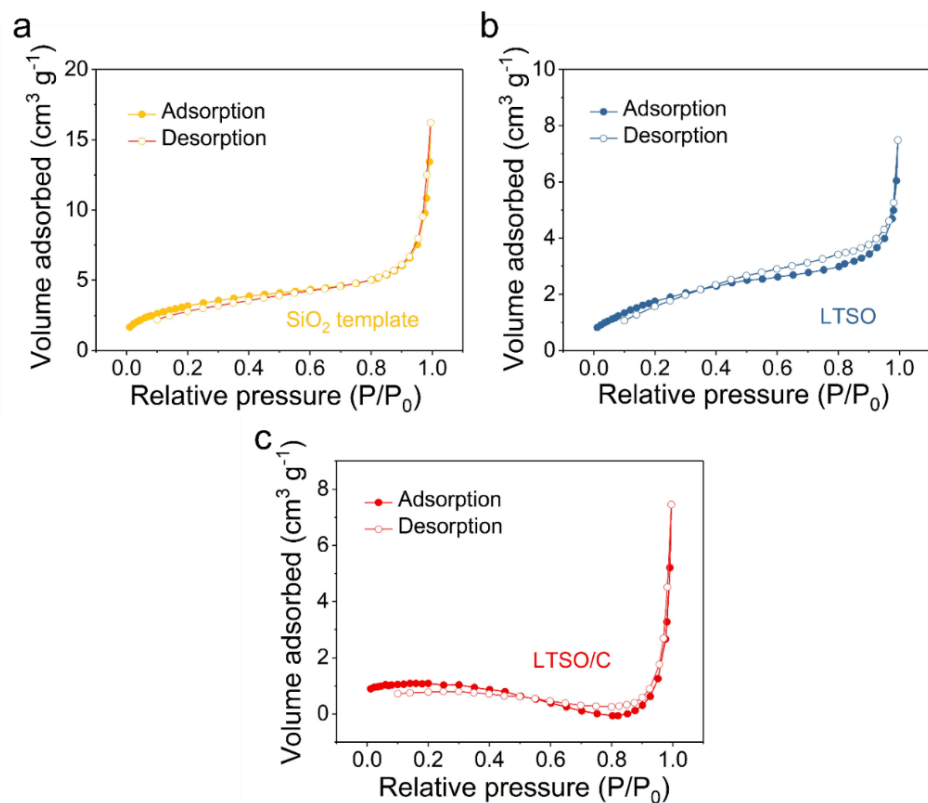 a
20
15
10
5
0
Volume adsorbed (cm³ g⁻¹)
Adsorption
Desorption
SiO₂ template
0.0 0.2 0.4 0.6 0.8 1.0
Relative pressure (P/P₀)
b
10
8
6
4
2
0
Volume adsorbed (cm³ g⁻¹)
Adsorption
Desorption
LTSO
0.0 0.2 0.4 0.6 0.8 1.0
Relative pressure (P/P₀)
c
8
6
4
2
0
Volume adsorbed (cm³ g⁻¹)
Adsorption
Desorption
LTSO/C
0.0 0.2 0.4 0.6 0.8 1.0
Relative pressure (P/P₀)